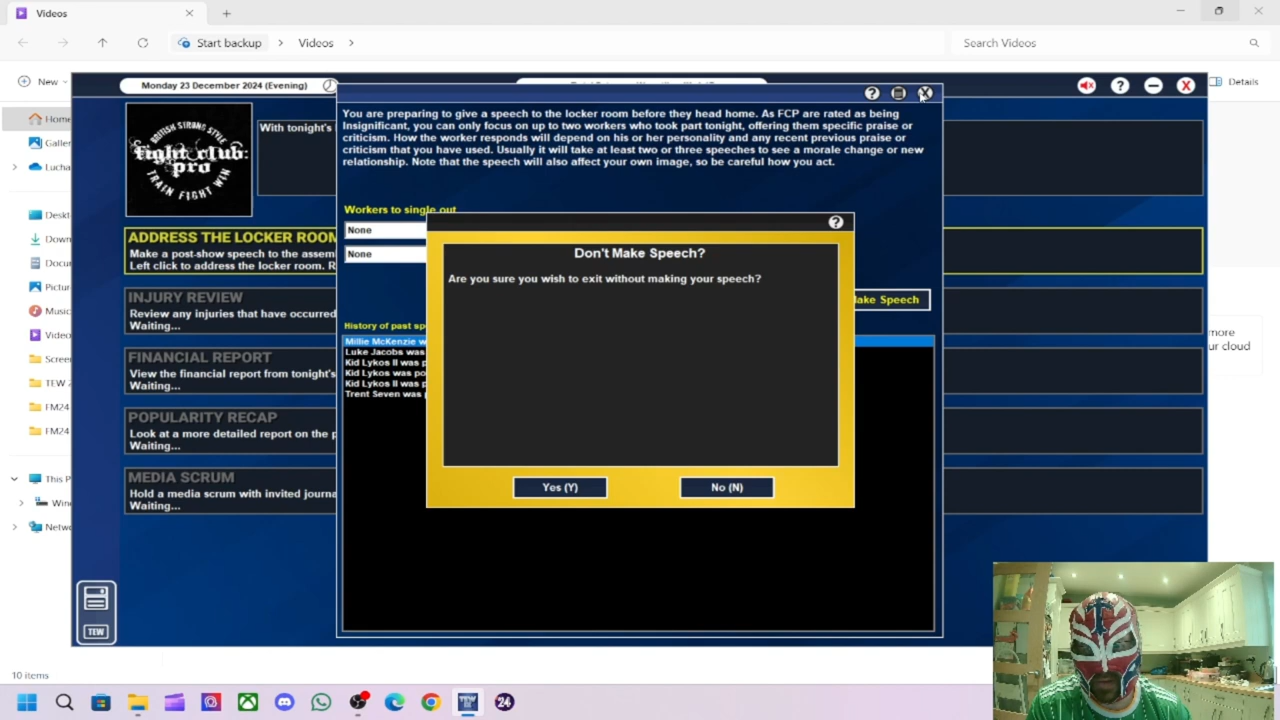 Videos
Start backup
Videos
Search Videos
New
Details
Monday 23 December 2024 (Evening)
Home
Deskt
Down
Docu
Pictur
Music
Video
Scree
TEW 2
FM24
FM24
This P
Wind
Netwo
BRITISH STRONG STYLE
fight club:
pro
TRAIN FIGHT WIN
With tonight's
ADDRESS THE LOCKER ROOM
Make a post-show speech to the assem
Left click to address the locker room. R
INJURY REVIEW
Review any injuries that have occurred
Waiting...
FINANCIAL REPORT
View the financial report from tonight's
Waiting...
POPULARITY RECAP
Look at a more detailed report on the p
Waiting...
MEDIA SCRUM
Hold a media scrum with invited journa
Waiting...
You are preparing to give a speech to the locker room before they head home. As FCP are rated as being
Insignificant, you can only focus on up to two workers who took part tonight, offering them specific praise or
criticism. How the worker responds will depend on his or her personality and any recent previous praise or
criticism that you have used. Usually it will take at least two or three speeches to see a morale change or new
relationship. Note that the speech will also affect your own image, so be careful how you act.
Workers to single out
None
None
Make Speech
History of past sp
Millie McKenzie w
Luke Jacobs was
Kid Lykos II was p
Kid Lykos was po
Kid Lykos II was p
Trent Seven was p
Don't Make Speech?
Are you sure you wish to exit without making your speech?
Yes (Y)
No (N)
more
ur cloud
TEW
10 items
TEW
24